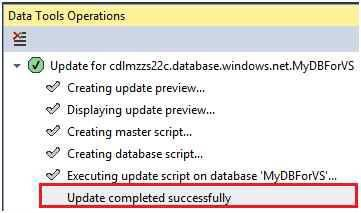 Data Tools Operations
Update for cdlmzzs22c.database.windows.net.MyDBForVS
Creating update preview...
Displaying update preview...
Creating master script...
Creating database script...
Executing update script on database 'MyDBForVS'...
Update completed successfully